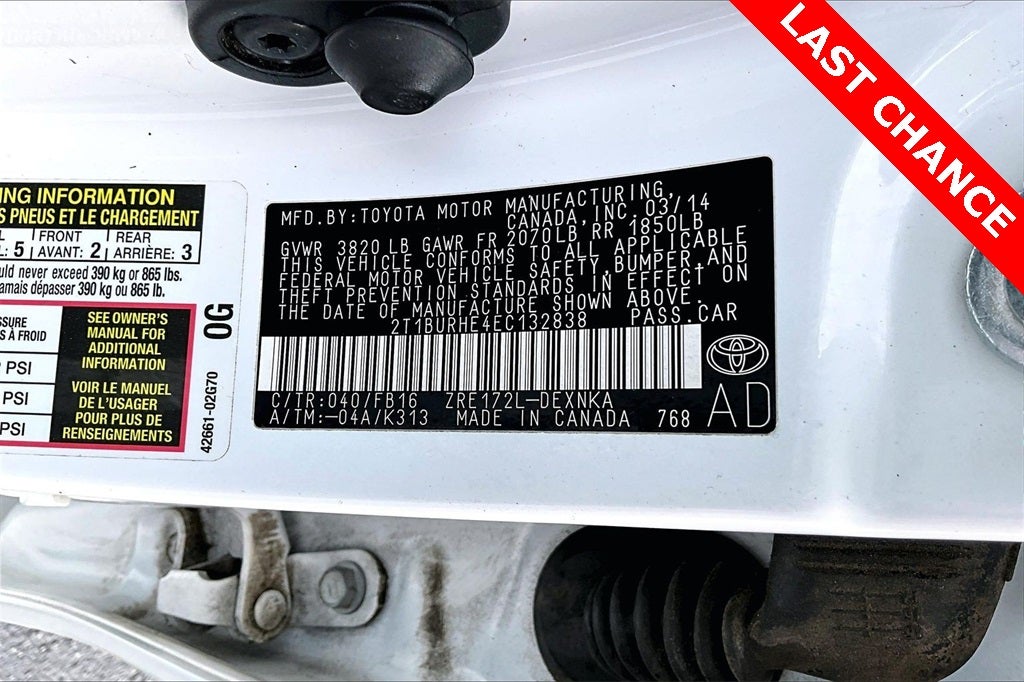 LAST CHANCE
NG INFORMATION
S PNEUS ET LE CHARGEMENT
L: 5
FRONT
AVANT: 2
REAR
ARRIÈRE: 3
uld never exceed 390 kg or 865 lbs.
amais dépasser 390 kg ou 865 lb.
SSURE
À FROID
PSI
PSI
PSI
SEE OWNER'S
MANUAL FOR
ADDITIONAL
INFORMATION
VOIR LE MANUEL
DE L'USAGER
POUR PLUS DE
RENSEIGNEMENTS
OG
42661-02G70
MFD.BY:TOYOTA MOTOR MANUFACTURING,
CANADA,INC. 03/14
GVWR 3820 LB GAWR FR 2070LB,RR 1850LB
THIS VEHICLE CONFORMS TO ALL APPLICABLE
FEDERAL MOTOR VEHICLE SAFETY,BUMPER,AND
THEFT PREVENTION STANDARDS IN EFFECT ON
THE DATE OF MANUFACTURE SHOWN ABOVE.
2T1BURHE4EC132838 PASS.CAR
C/TR:040/FB16 ZRE172L-DEXNKA
A/TM:-04A/K313 MADE IN CANADA 768
AD